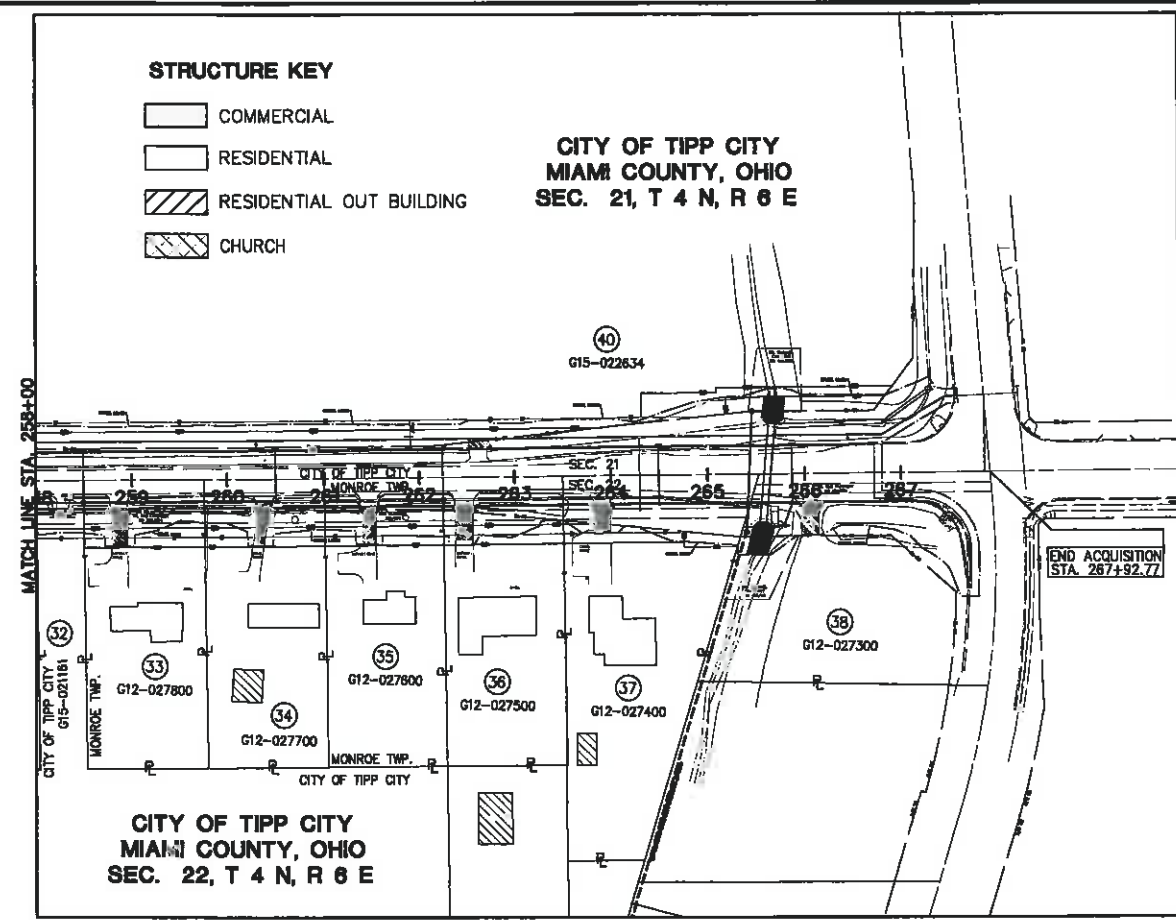 STRUCTURE KEY
COMMERCIAL
RESIDENTIAL
RESIDENTIAL OUT BUILDING
CHURCH
CITY OF TIPP CITY
MIAMI COUNTY, OHIO
SEC. 21, T 4 N, R 6 E
40
G15-022634
MATCH LINE STA. 258+00
CITY OF TIPP CITY
MONROE TWP.
SEC. 21
SEC. 22
259
260
261
262
263
264
265
266
267
END ACQUISITION
STA. 267+92.77
32
CITY OF TIPP CITY
G15-021161
MONROE TWP.
33
G12-027800
34
G12-027700
35
G12-027600
36
G12-027500
37
G12-027400
38
G12-027300
MONROE TWP.
CITY OF TIPP CITY
CITY OF TIPP CITY
MIAMI COUNTY, OHIO
SEC. 22, T 4 N, R 6 E